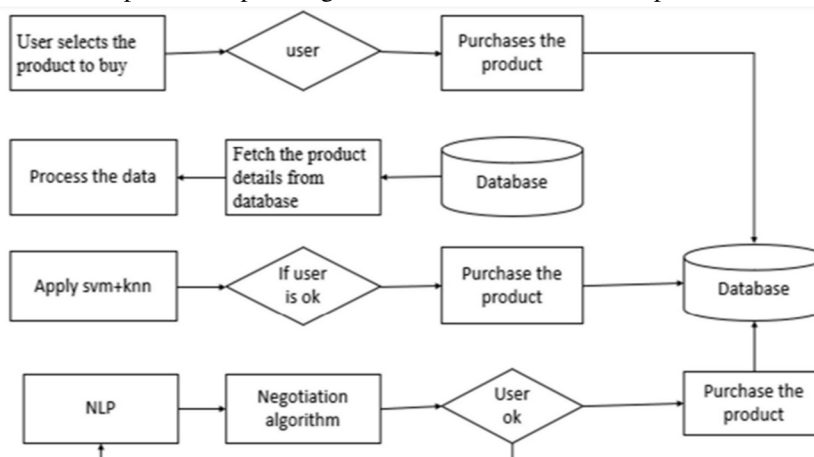 User selects the
product to buy
user
Purchases the
product
Process the data
Fetch the product
details from
database
Database
Apply svm+knn
If user
is ok
Purchase the
product
Database
NLP
Negotiation
algorithm
User
ok
Purchase the
product